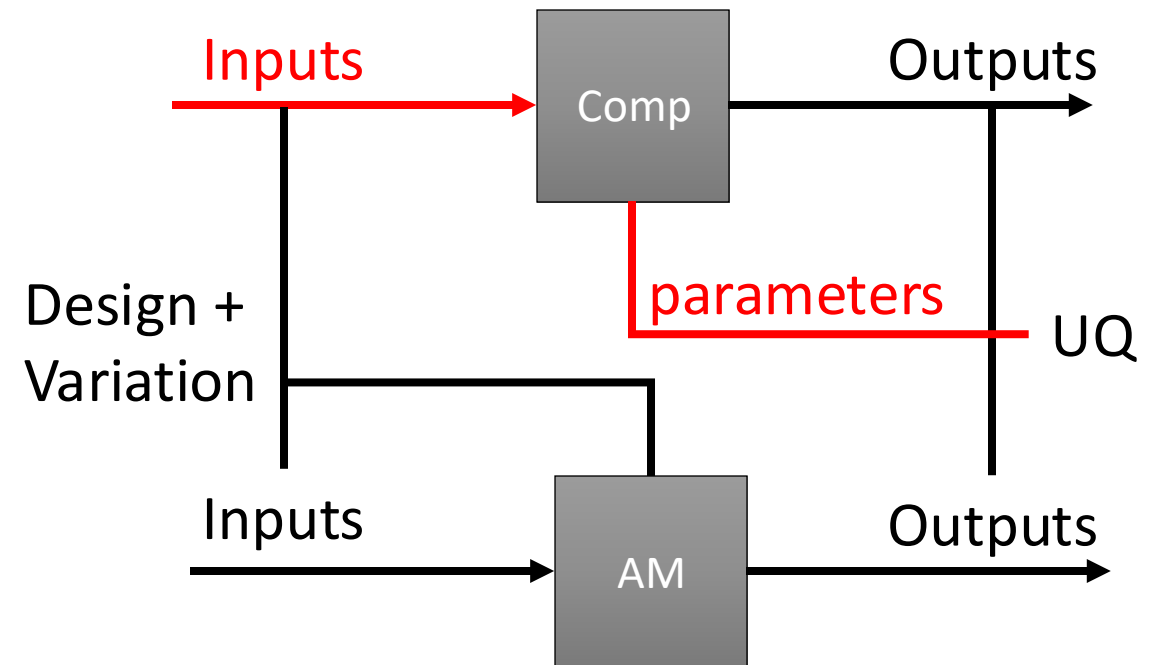 Inputs
Outputs
Comp
Design +
Variation
parameters
UQ
Inputs
Outputs
AM